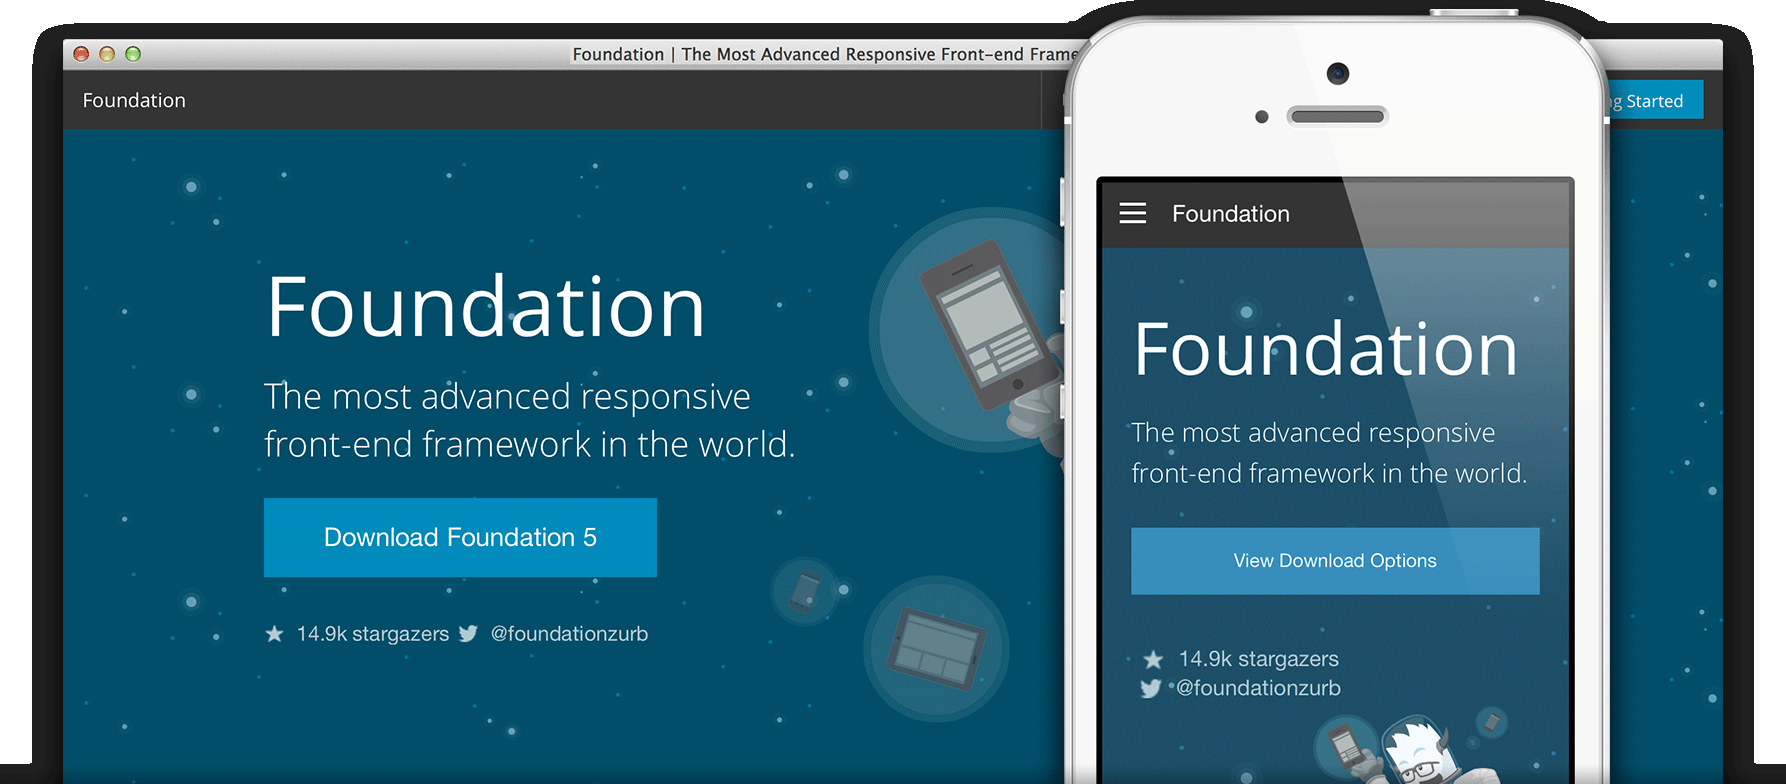 Foundation | The Most Advanced Responsive Front-end Frame
Foundation
g Started
Foundation
The most advanced responsive
front-end framework in the world.
Download Foundation 5
14.9k stargazers @foundationzurb
Foundation
Foundation
The most advanced responsive
front-end framework in the world.
View Download Options
14.9k stargazers
@foundationzurb